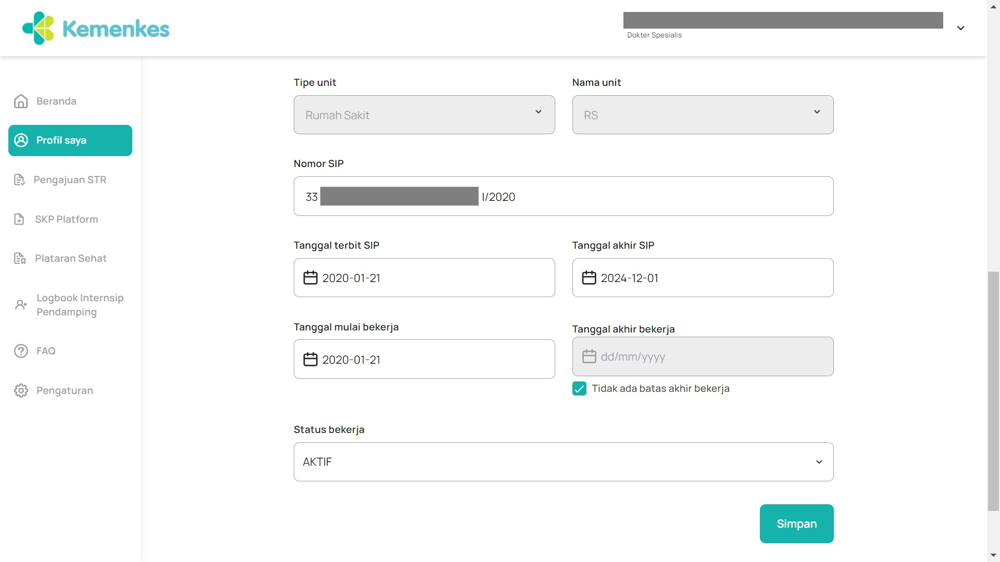 Kemenkes
Dokter Spesialis
Beranda
Profil saya
Pengajuan STR
SKP Platform
Plataran Sehat
Logbook Internsip
Pendamping
FAQ
Pengaturan
Tipe unit
Nama unit
Rumah Sakit
RS
Nomor SIP
33 I/2020
Tanggal terbit SIP
Tanggal akhir SIP
2020-01-21
2024-12-01
Tanggal mulai bekerja
Tanggal akhir bekerja
2020-01-21
dd/mm/yyyy
Tidak ada batas akhir bekerja
Status bekerja
AKTIF
Simpan